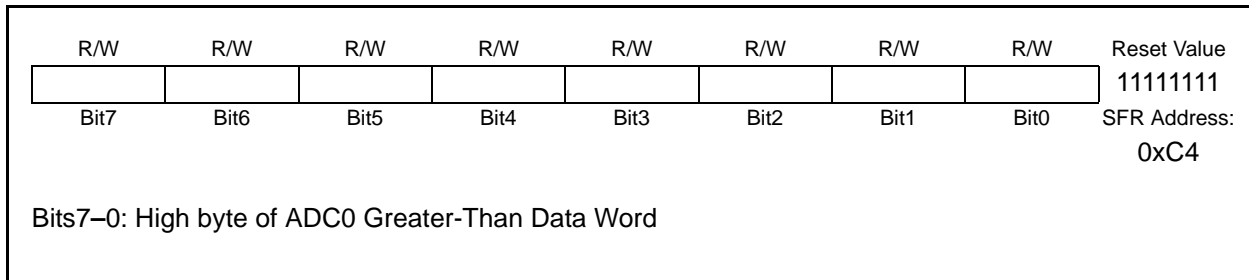 R/W R/W R/W R/W R/W R/W R/W R/W Reset Value
11111111
Bit7 Bit6 Bit5 Bit4 Bit3 Bit2 Bit1 Bit0 SFR Address:
0xC4
Bits7–0: High byte of ADC0 Greater-Than Data Word